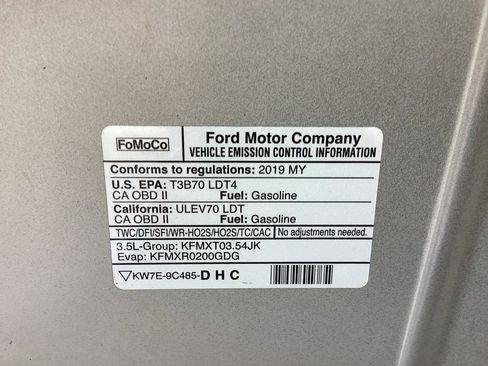 FoMoCo
Ford Motor Company
VEHICLE EMISSION CONTROL INFORMATION
Conforms to regulations: 2019 MY
U.S. EPA: T3B70 LDT4
CA OBD II Fuel: Gasoline
California: ULEV70 LDT
CA OBD II Fuel: Gasoline
TWC/DFI/SFI/WR-HO2S/HO2S/TC/CAC No adjustments needed.
3.5L-Group: KFMXT03.54JK
Evap: KFMXR0200GDG
KW7E-9C485-DHC